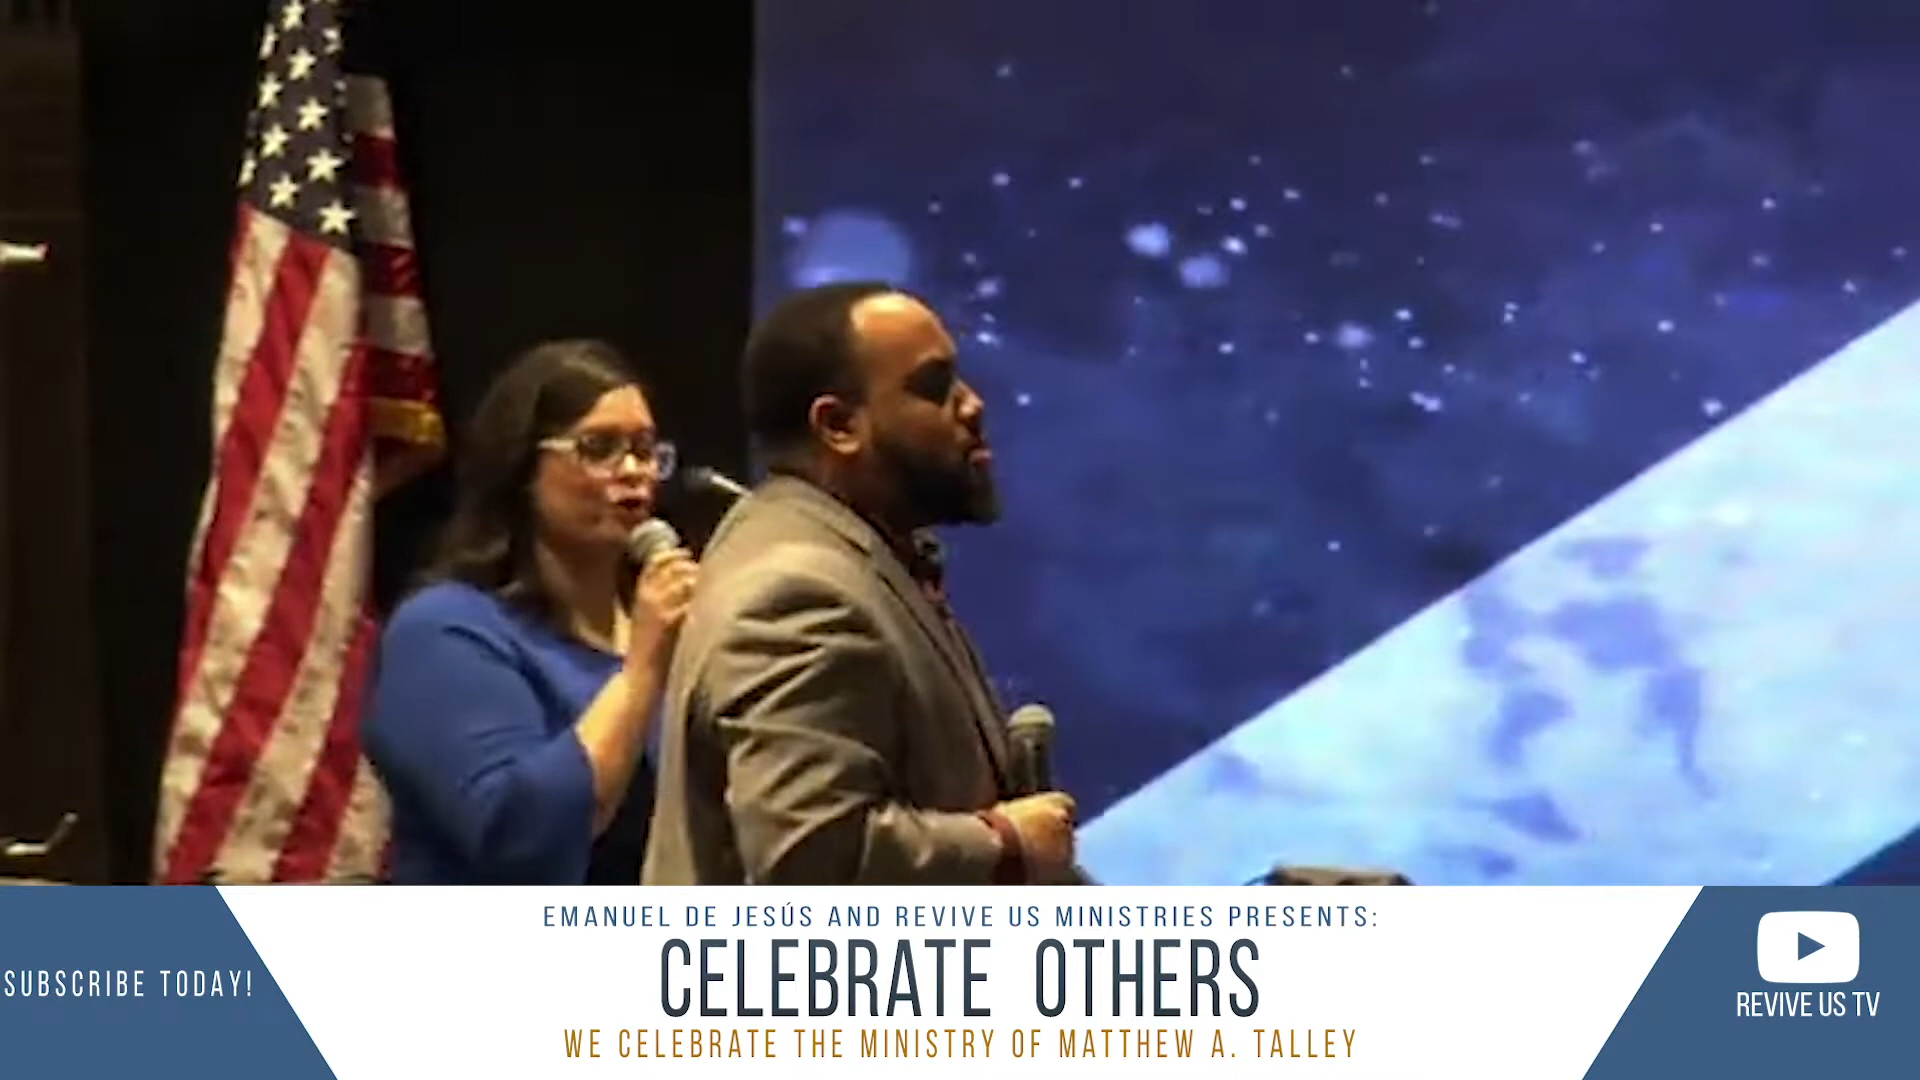 EMANUEL DE JESÚS AND REVIVE US MINISTRIES PRESENTS:
CELEBRATE OTHERS
WE CELEBRATE THE MINISTRY OF MATTHEW A. TALLEY
SUBSCRIBE TODAY!
REVIVE US TV